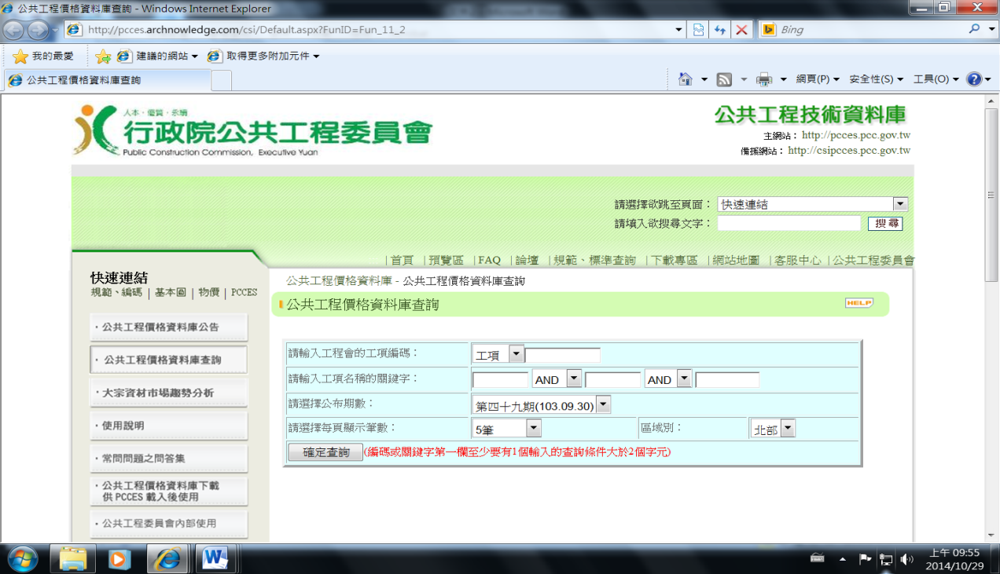 公共工程價格資料庫查詢 - Windows Internet Explorer
http://pcces.archnowledge.com/csi/Default.aspx?FunID=Fun_11_2
Bing
我的最愛
建議的網站
取得更多附加元件
公共工程價格資料庫查詢
網頁(P)
安全性(S)
工具(O)
人本．優質．永續
行政院公共工程委員會
Public Construction Commission, Executive Yuan
公共工程技術資料庫
主網站： http://pcces.pcc.gov.tw
備援網站： http://csipcces.pcc.gov.tw
請選擇欲跳至頁面： 快速連結
請填入欲搜尋文字： 搜尋
|首頁 |預覽區 |FAQ |論壇 |規範、標準查詢 |下載專區 |網站地圖 |客服中心 |公共工程委員會
快速連結
規範、編碼 | 基本圖 | 物價 | PCCES
．公共工程價格資料庫公告
．公共工程價格資料庫查詢
．大宗資材市場趨勢分析
．使用說明
．常問問題之問答集
．公共工程價格資料庫下載
供 PCCES 載入後使用
．公共工程委員會內部使用
公共工程價格資料庫 - 公共工程價格資料庫查詢
公共工程價格資料庫查詢
HELP
請輸入工程會的工項編碼： 工項
請輸入工項名稱的關鍵字： AND AND
請選擇公布期數： 第四十九期(103.09.30)
請選擇每頁顯示筆數： 5筆 區域別： 北部
確定查詢 (編碼或關鍵字第一欄至少要有1個輸入的查詢條件大於2個字元)
上午 09:55
2014/10/29